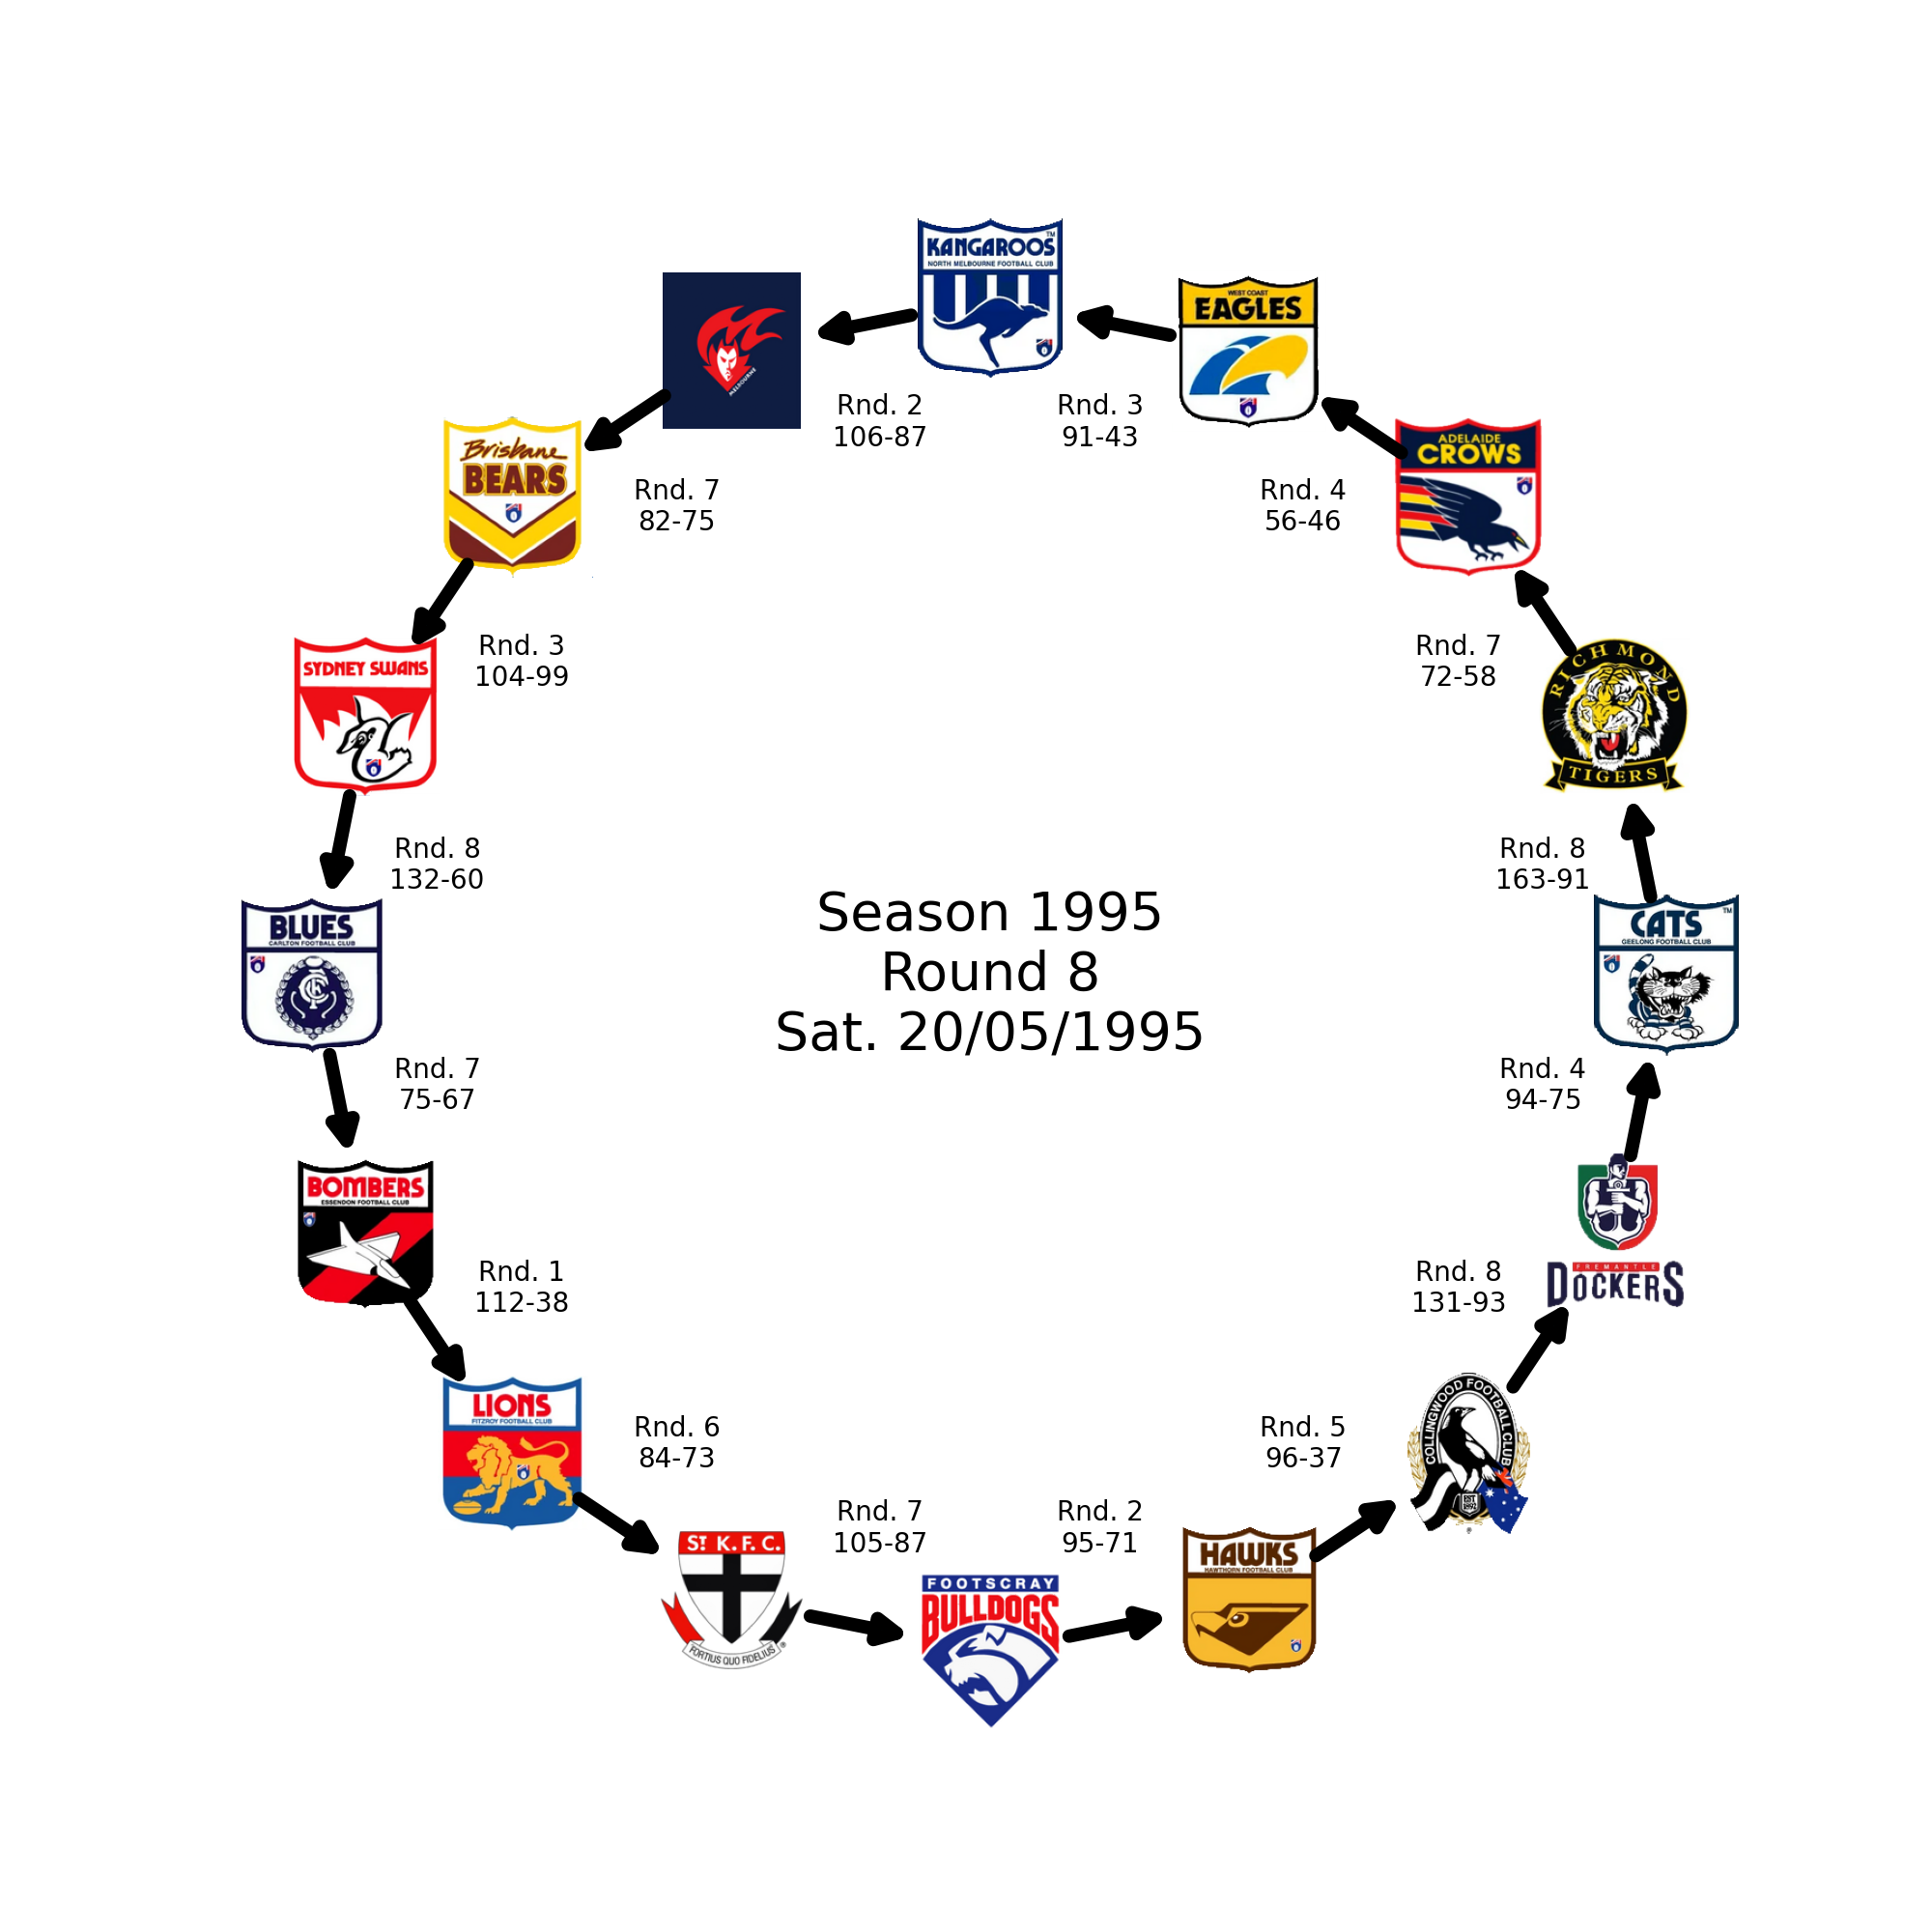 KANGAROOS
TM
NORTH MELBOURNE FOOTBALL CLUB
WEST COAST
EAGLES
MELBOURNE
Rnd. 2
106-87
Rnd. 3
91-43
Brisbane
BEARS
Rnd. 7
82-75
Rnd. 4
56-46
ADELAIDE
CROWS
SYDNEY SWANS
Rnd. 3
104-99
Rnd. 7
72-58
RICHMOND
TIGERS
Rnd. 8
132-60
Rnd. 8
163-91
BLUES
CARLTON FOOTBALL CLUB
CFC
Season 1995
Round 8
Sat. 20/05/1995
CATS
TM
GEELONG FOOTBALL CLUB
Rnd. 7
75-67
Rnd. 4
94-75
BOMBERS
ESSENDON FOOTBALL CLUB
Rnd. 1
112-38
Rnd. 8
131-93
FREMANTLE
DOCKERS
LIONS
FITZROY FOOTBALL CLUB
Rnd. 6
84-73
Rnd. 5
96-37
COLLINGWOOD FOOTBALL CLUB
EST
1892
Rnd. 7
105-87
Rnd. 2
95-71
ST K.F.C.
FORTIUS QUO FIDELIUS
®
FOOTSCRAY
BULLDOGS
HAWKS
HAWTHORN FOOTBALL CLUB